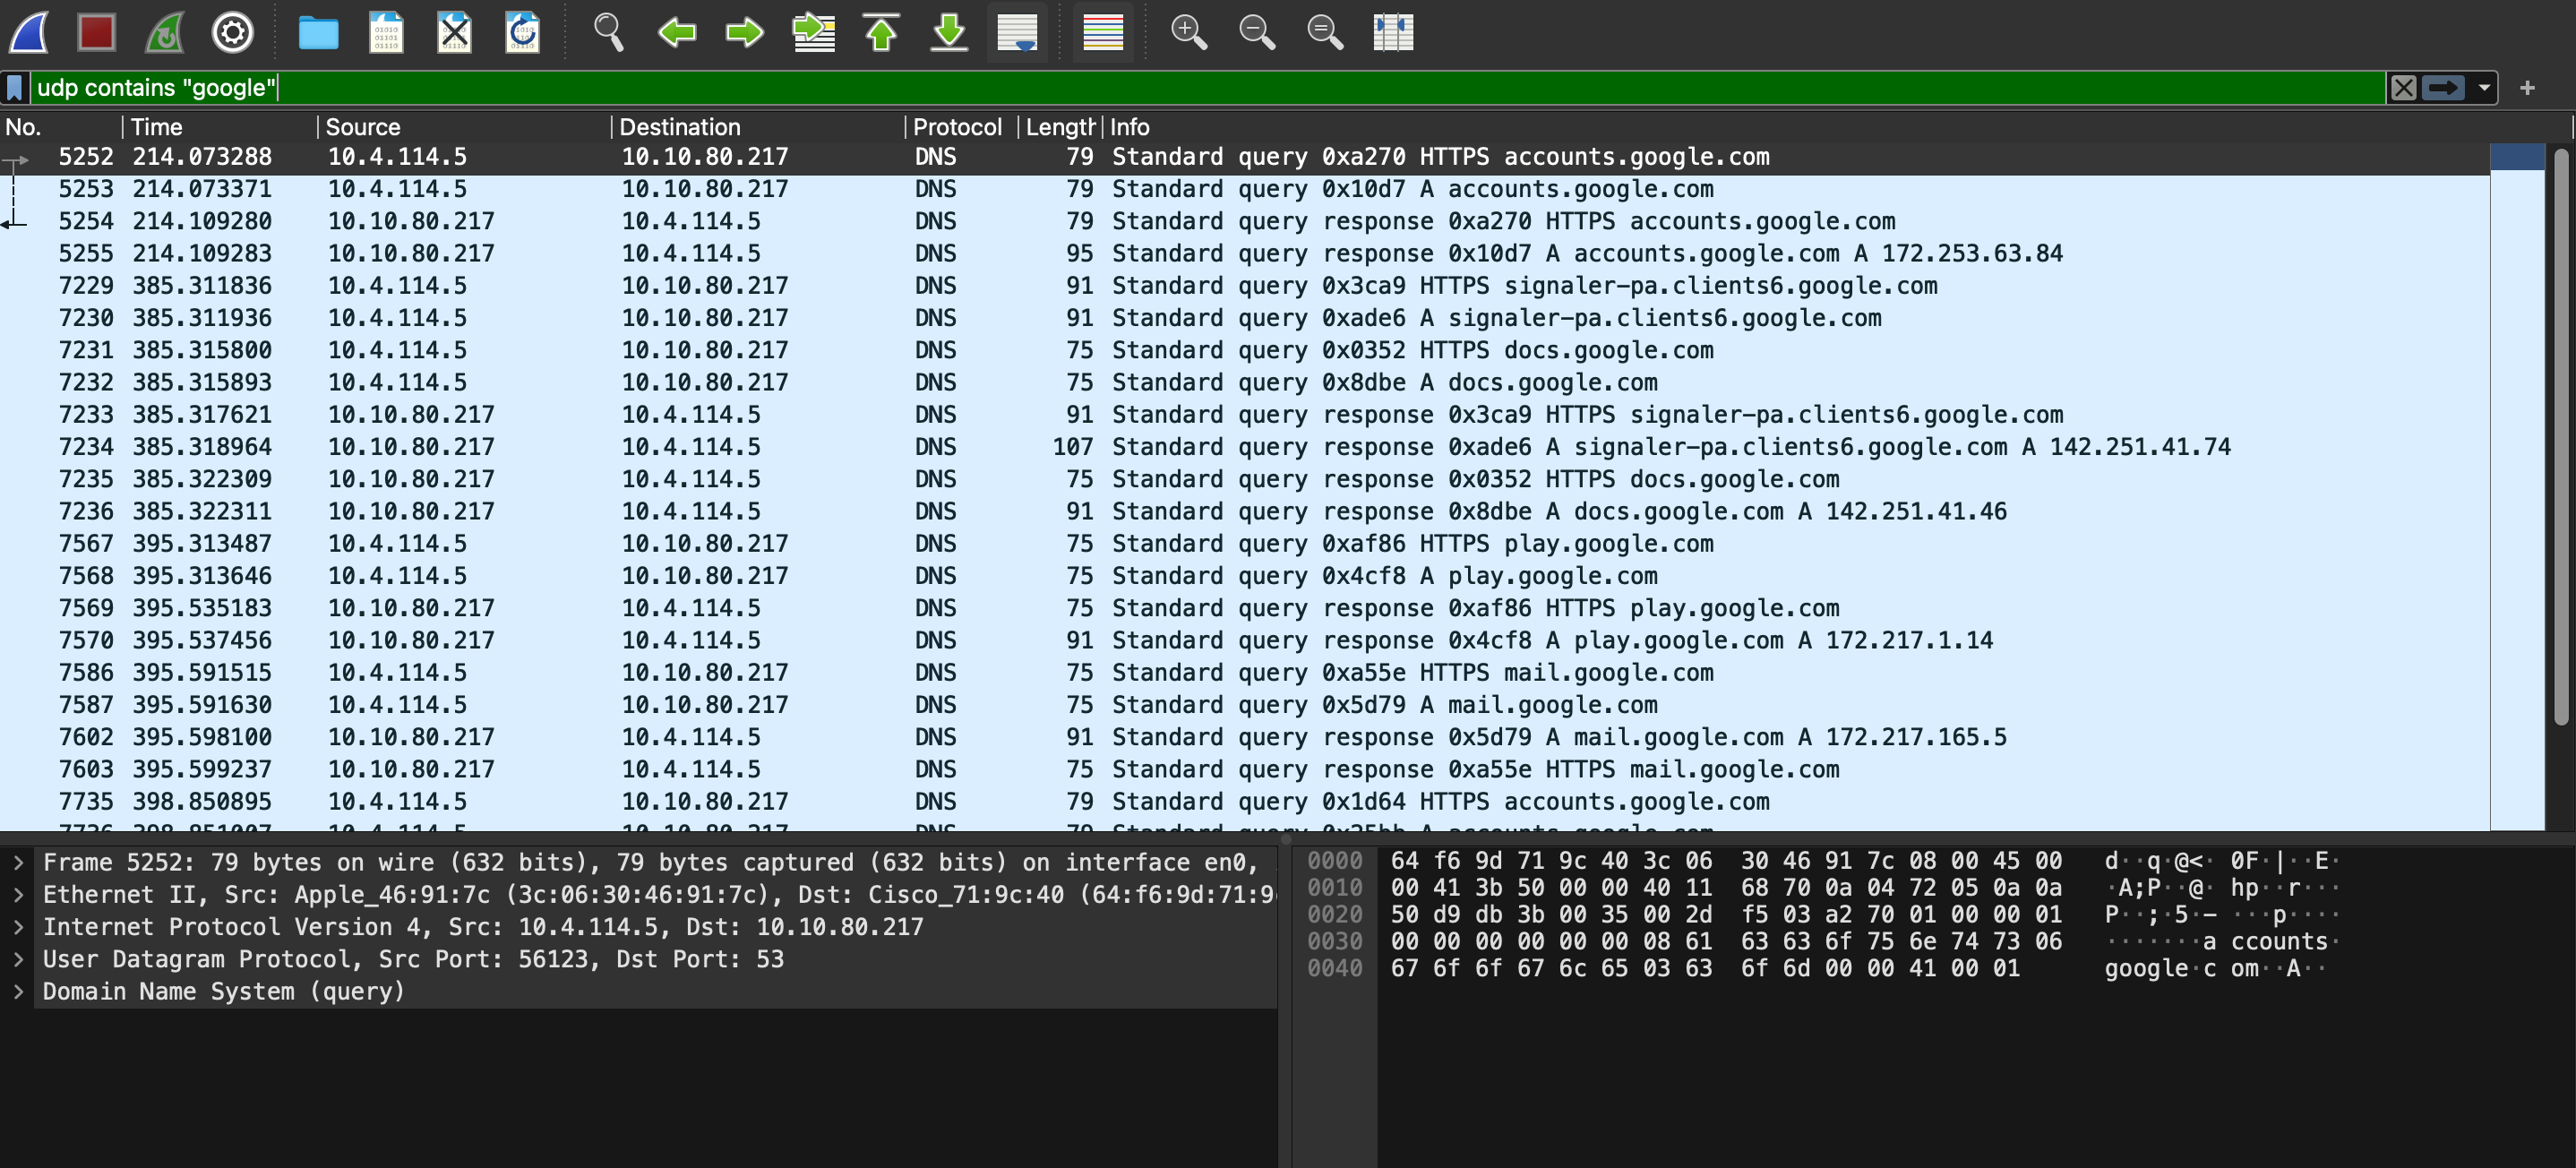 udp contains "google"
No. Time Source Destination Protocol Length Info
5252 214.073288 10.4.114.5 10.10.80.217 DNS 79 Standard query 0xa270 HTTPS accounts.google.com
5253 214.073371 10.4.114.5 10.10.80.217 DNS 79 Standard query 0x10d7 A accounts.google.com
5254 214.109280 10.10.80.217 10.4.114.5 DNS 79 Standard query response 0xa270 HTTPS accounts.google.com
5255 214.109283 10.10.80.217 10.4.114.5 DNS 95 Standard query response 0x10d7 A accounts.google.com A 172.253.63.84
7229 385.311836 10.4.114.5 10.10.80.217 DNS 91 Standard query 0x3ca9 HTTPS signaler-pa.clients6.google.com
7230 385.311936 10.4.114.5 10.10.80.217 DNS 91 Standard query 0xade6 A signaler-pa.clients6.google.com
7231 385.315800 10.4.114.5 10.10.80.217 DNS 75 Standard query 0x0352 HTTPS docs.google.com
7232 385.315893 10.4.114.5 10.10.80.217 DNS 75 Standard query 0x8dbe A docs.google.com
7233 385.317621 10.10.80.217 10.4.114.5 DNS 91 Standard query response 0x3ca9 HTTPS signaler-pa.clients6.google.com
7234 385.318964 10.10.80.217 10.4.114.5 DNS 107 Standard query response 0xade6 A signaler-pa.clients6.google.com A 142.251.41.74
7235 385.322309 10.10.80.217 10.4.114.5 DNS 75 Standard query response 0x0352 HTTPS docs.google.com
7236 385.322311 10.10.80.217 10.4.114.5 DNS 91 Standard query response 0x8dbe A docs.google.com A 142.251.41.46
7567 395.313487 10.4.114.5 10.10.80.217 DNS 75 Standard query 0xaf86 HTTPS play.google.com
7568 395.313646 10.4.114.5 10.10.80.217 DNS 75 Standard query 0x4cf8 A play.google.com
7569 395.535183 10.10.80.217 10.4.114.5 DNS 75 Standard query response 0xaf86 HTTPS play.google.com
7570 395.537456 10.10.80.217 10.4.114.5 DNS 91 Standard query response 0x4cf8 A play.google.com A 172.217.1.14
7586 395.591515 10.4.114.5 10.10.80.217 DNS 75 Standard query 0xa55e HTTPS mail.google.com
7587 395.591630 10.4.114.5 10.10.80.217 DNS 75 Standard query 0x5d79 A mail.google.com
7602 395.598100 10.10.80.217 10.4.114.5 DNS 91 Standard query response 0x5d79 A mail.google.com A 172.217.165.5
7603 395.599237 10.10.80.217 10.4.114.5 DNS 75 Standard query response 0xa55e HTTPS mail.google.com
7735 398.850895 10.4.114.5 10.10.80.217 DNS 79 Standard query 0x1d64 HTTPS accounts.google.com
Frame 5252: 79 bytes on wire (632 bits), 79 bytes captured (632 bits) on interface en0,
Ethernet II, Src: Apple_46:91:7c (3c:06:30:46:91:7c), Dst: Cisco_71:9c:40 (64:f6:9d:71:9
Internet Protocol Version 4, Src: 10.4.114.5, Dst: 10.10.80.217
User Datagram Protocol, Src Port: 56123, Dst Port: 53
Domain Name System (query)
0000 64 f6 9d 71 9c 40 3c 06 30 46 91 7c 08 00 45 00 d··q·@<· 0F·|··E·
0010 00 41 3b 50 00 00 40 11 68 70 0a 04 72 05 0a 0a ·A;P··@· hp··r···
0020 50 d9 db 3b 00 35 00 2d f5 03 a2 70 01 00 00 01 P··;·5·- ···p····
0030 00 00 00 00 00 00 08 61 63 63 6f 75 6e 74 73 06 ·······a ccounts·
0040 67 6f 6f 67 6c 65 03 63 6f 6d 00 00 41 00 01 google·c om··A··